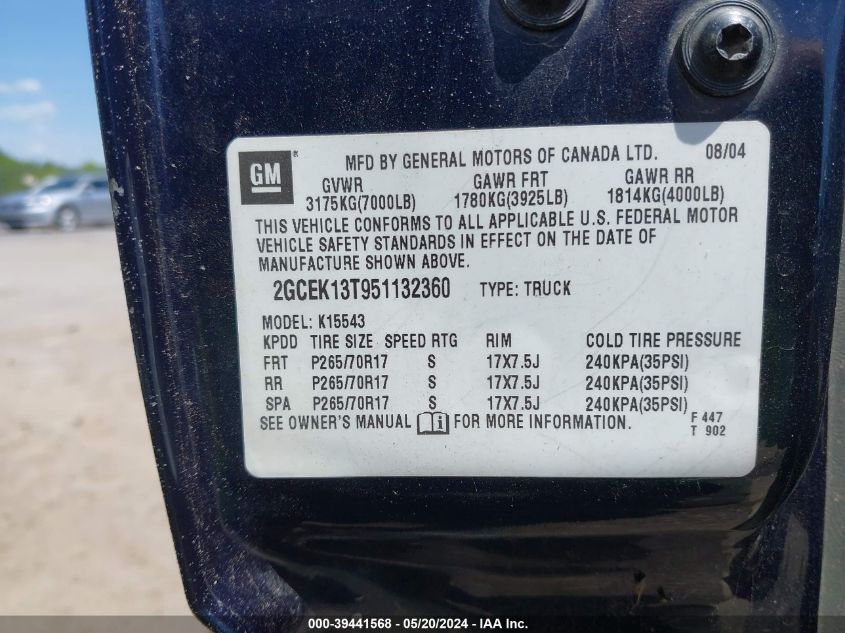 GM ® MFD BY GENERAL MOTORS OF CANADA LTD. 08/04
GVWR GAWR FRT GAWR RR
3175KG(7000LB) 1780KG(3925LB) 1814KG(4000LB)
THIS VEHICLE CONFORMS TO ALL APPLICABLE U.S. FEDERAL MOTOR
VEHICLE SAFETY STANDARDS IN EFFECT ON THE DATE OF
MANUFACTURE SHOWN ABOVE.
2GCEK13T951132360 TYPE: TRUCK
MODEL: K15543
KPDD TIRE SIZE SPEED RTG RIM COLD TIRE PRESSURE
FRT P265/70R17 S 17X7.5J 240KPA(35PSI)
RR P265/70R17 S 17X7.5J 240KPA(35PSI)
SPA P265/70R17 S 17X7.5J 240KPA(35PSI)
SEE OWNER'S MANUAL i FOR MORE INFORMATION.
F 447
T 902
000-39441568 - 05/20/2024 - IAA Inc.